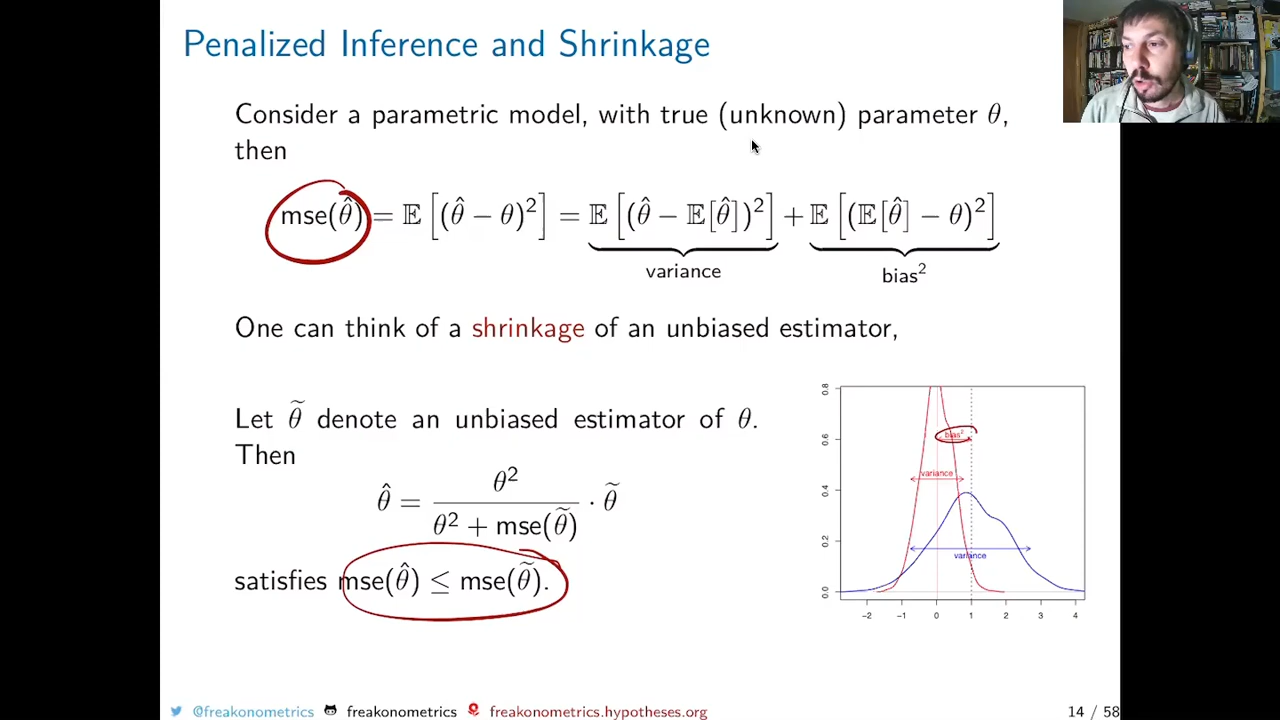 Penalized Inference and Shrinkage
Consider a parametric model, with true (unknown) parameter θ,
then
mse(θ̂) = 𝔼[(θ̂ − θ)²] = 𝔼[(θ̂ − 𝔼[θ̂])²] + 𝔼[(𝔼[θ̂] − θ)²]
variance bias²
One can think of a shrinkage of an unbiased estimator,
Let θ̃ denote an unbiased estimator of θ.
Then
θ̂ = θ² / (θ² + mse(θ̃)) · θ̃
satisfies mse(θ̂) ≤ mse(θ̃).
0.8
0.6
0.4
0.2
0.0
bias²
variance
variance
−2 −1 0 1 2 3 4
@freakonometrics freakonometrics freakonometrics.hypotheses.org 14 / 58